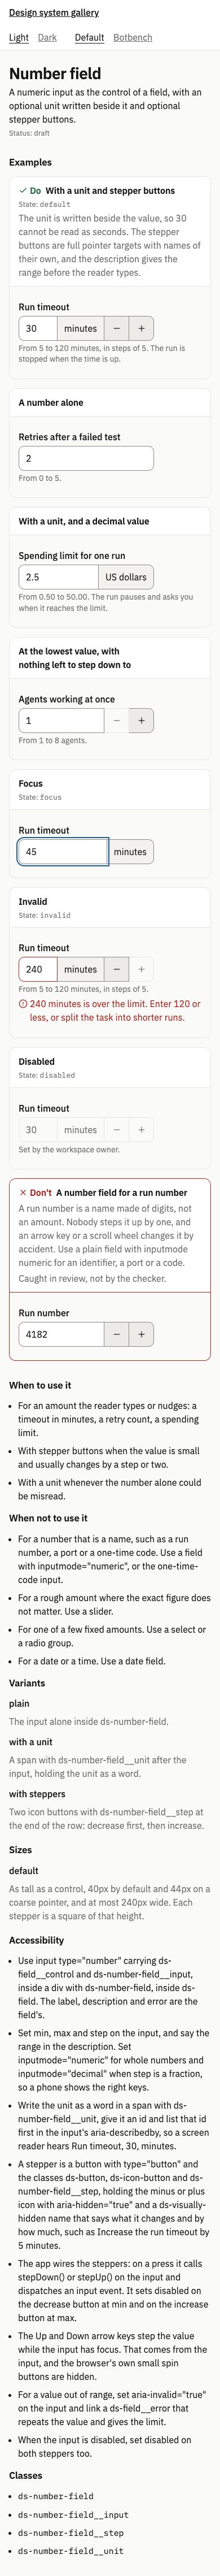 Design system gallery
Light Dark Default Botbench
Number field
A numeric input as the control of a field, with an
optional unit written beside it and optional
stepper buttons.
Status: draft
Examples
Do With a unit and stepper buttons
State: default
The unit is written beside the value, so 30
cannot be read as seconds. The stepper
buttons are full pointer targets with names of
their own, and the description gives the
range before the reader types.
Run timeout
30 minutes − +
From 5 to 120 minutes, in steps of 5. The run is
stopped when the time is up.
A number alone
Retries after a failed test
2
From 0 to 5.
With a unit, and a decimal value
Spending limit for one run
2.5 US dollars
From 0.50 to 50.00. The run pauses and asks you
when it reaches the limit.
At the lowest value, with
nothing left to step down to
Agents working at once
1 − +
From 1 to 8 agents.
Focus
State: focus
Run timeout
45 minutes
Invalid
State: invalid
Run timeout
240 minutes − +
From 5 to 120 minutes, in steps of 5.
240 minutes is over the limit. Enter 120 or
less, or split the task into shorter runs.
Disabled
State: disabled
Run timeout
30 minutes − +
Set by the workspace owner.
Don't A number field for a run number
A run number is a name made of digits, not
an amount. Nobody steps it up by one, and
an arrow key or a scroll wheel changes it by
accident. Use a plain field with inputmode
numeric for an identifier, a port or a code.
Caught in review, not by the checker.
Run number
4182 − +
When to use it
• For an amount the reader types or nudges: a
timeout in minutes, a retry count, a spending
limit.
• With stepper buttons when the value is small
and usually changes by a step or two.
• With a unit whenever the number alone could
be misread.
When not to use it
• For a number that is a name, such as a run
number, a port or a one-time code. Use a field
with inputmode="numeric", or the one-time-
code input.
• For a rough amount where the exact figure does
not matter. Use a slider.
• For one of a few fixed amounts. Use a select or
a radio group.
• For a date or a time. Use a date field.
Variants
plain
The input alone inside ds-number-field.
with a unit
A span with ds-number-field__unit after the
input, holding the unit as a word.
with steppers
Two icon buttons with ds-number-field__step at
the end of the row: decrease first, then increase.
Sizes
default
As tall as a control, 40px by default and 44px on a
coarse pointer, and at most 240px wide. Each
stepper is a square of that height.
Accessibility
• Use input type="number" carrying ds-
field__control and ds-number-field__input,
inside a div with ds-number-field, inside ds-
field. The label, description and error are the
field's.
• Set min, max and step on the input, and say the
range in the description. Set
inputmode="numeric" for whole numbers and
inputmode="decimal" when step is a fraction,
so a phone shows the right keys.
• Write the unit as a word in a span with ds-
number-field__unit, give it an id and list that id
first in the input's aria-describedby, so a screen
reader hears Run timeout, 30, minutes.
• A stepper is a button with type="button" and
the classes ds-button, ds-icon-button and ds-
number-field__step, holding the minus or plus
icon with aria-hidden="true" and a ds-visually-
hidden name that says what it changes and by
how much, such as Increase the run timeout by
5 minutes.
• The app wires the steppers: on a press it calls
stepDown() or stepUp() on the input and
dispatches an input event. It sets disabled on
the decrease button at min and on the increase
button at max.
• The Up and Down arrow keys step the value
while the input has focus. That comes from the
input, and the browser's own small spin
buttons are hidden.
• For a value out of range, set aria-invalid="true"
on the input and link a ds-field__error that
repeats the value and gives the limit.
• When the input is disabled, set disabled on
both steppers too.
Classes
• ds-number-field
• ds-number-field__input
• ds-number-field__step
• ds-number-field__unit